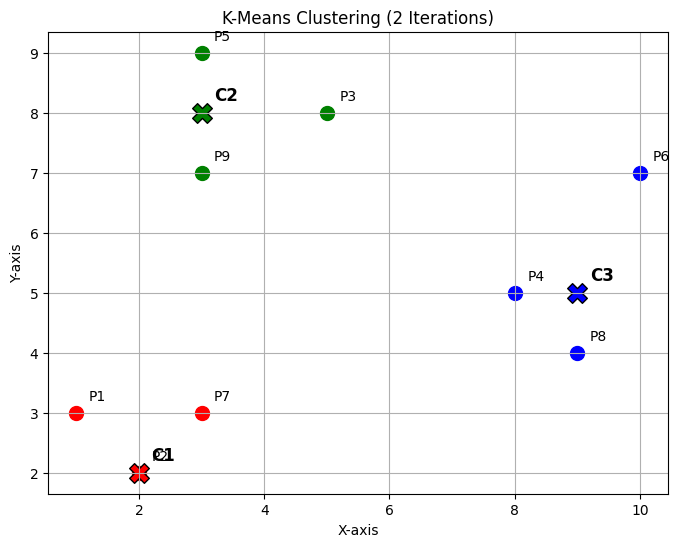 K-Means Clustering (2 Iterations)
P5
C2
P3
P9
P6
P4
C3
P8
P1
P7
P2
C1
9
8
7
6
5
4
3
2
Y-axis
2
4
6
8
10
X-axis